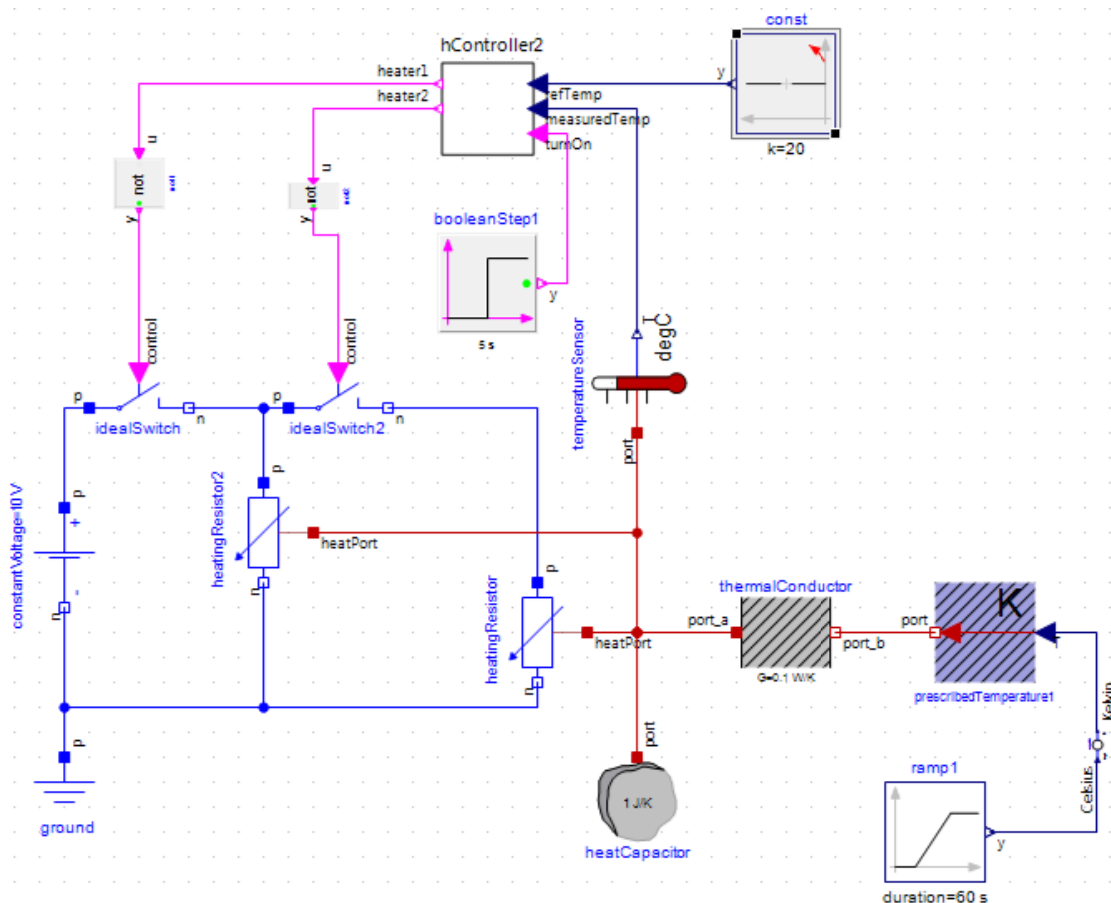 const
hController2
heater1
heater2
y
refTemp
measuredTemp
turnOn
k=20
u
not
y
u
not
y
booleanStep1
y
5 s
control
control
temperatureSensor
T
degC
p
n
p
n
idealSwitch
idealSwitch2
port
p
+
-
n
constantVoltage=10 V
heatingResistor2
p
n
heatPort
heatingResistor
p
n
heatPort
thermalConductor
port_a
port_b
G=0.1 W/K
K
port
prescribedTemperature1
port
p
ground
1 J/K
heatCapacitor
Kelvin
Celsius
ramp1
y
duration=60 s